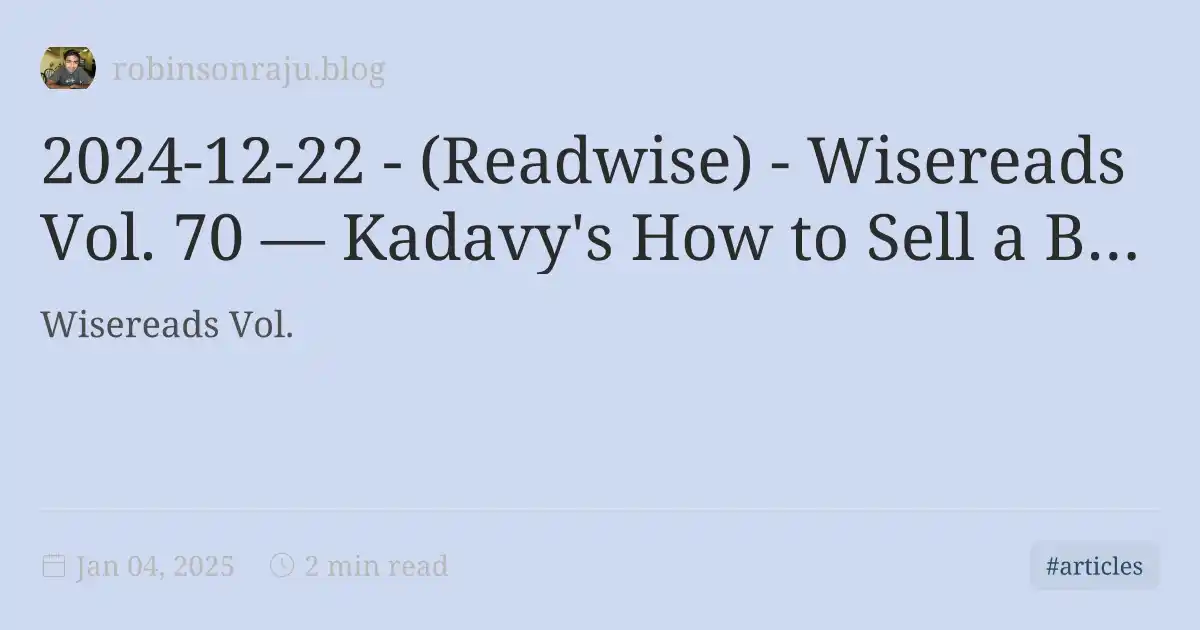 robinsonraju.blog
2024-12-22 - (Readwise) - Wisereads
Vol. 70 — Kadavy's How to Sell a B...
Wisereads Vol.
Jan 04, 2025 2 min read
#articles